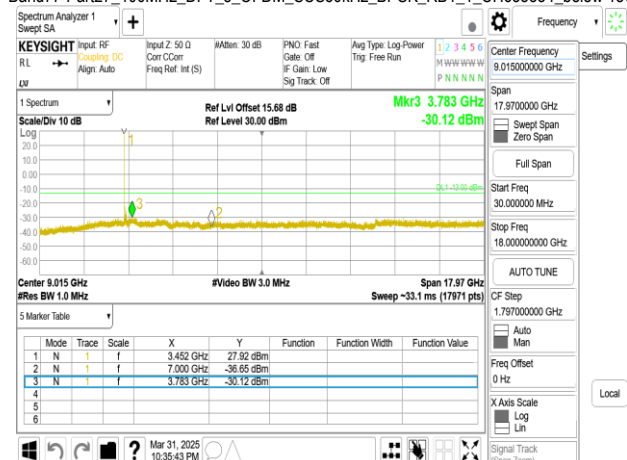 Spectrum Analyzer 1
Swept SA
Frequency
KEYSIGHT
RL
Input: RF
Coupling: DC
Align: Auto
Input Z: 50 Ω
Corr CCorr
Freq Ref: Int (S)
#Atten: 30 dB
PNO: Fast
Gate: Off
IF Gain: Low
Sig Track: Off
Avg Type: Log-Power
Trig: Free Run
1 2 3 4 5 6
M W W W W W
P N N N N N
Center Frequency
9.015000000 GHz
Settings
1 Spectrum
Scale/Div 10 dB
Ref Lvl Offset 15.68 dB
Ref Level 30.00 dBm
Mkr3 3.783 GHz
-30.12 dBm
Log
20.0
10.0
0.00
-10.0
-20.0
-30.0
-40.0
-50.0
-60.0
1
3
2
DL1 -13.00 dBm
Center 9.015 GHz
#Res BW 1.0 MHz
#Video BW 3.0 MHz
Span 17.97 GHz
Sweep ~33.1 ms (17971 pts)
Span
17.9700000 GHz
Swept Span
Zero Span
Full Span
Start Freq
30.000000 MHz
Stop Freq
18.000000000 GHz
AUTO TUNE
CF Step
1.797000000 GHz
Auto
Man
Freq Offset
0 Hz
X Axis Scale
Log
Lin
Signal Track
(Span Zoom)
Local
5 Marker Table
Mode Trace Scale X Y Function Function Width Function Value
1 N 1 f 3.452 GHz 27.92 dBm
2 N 1 f 7.000 GHz -36.65 dBm
3 N 1 f 3.783 GHz -30.12 dBm
4
5
6
?
Mar 31, 2025
10:35:43 PM